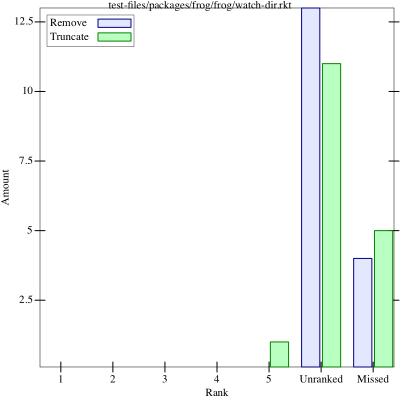 test-files/packages/frog/frog/watch-dir.rkt
12.5
Remove
Truncate
10
7.5
Amount
5
2.5
1 2 3 4 5 Unranked Missed
Rank